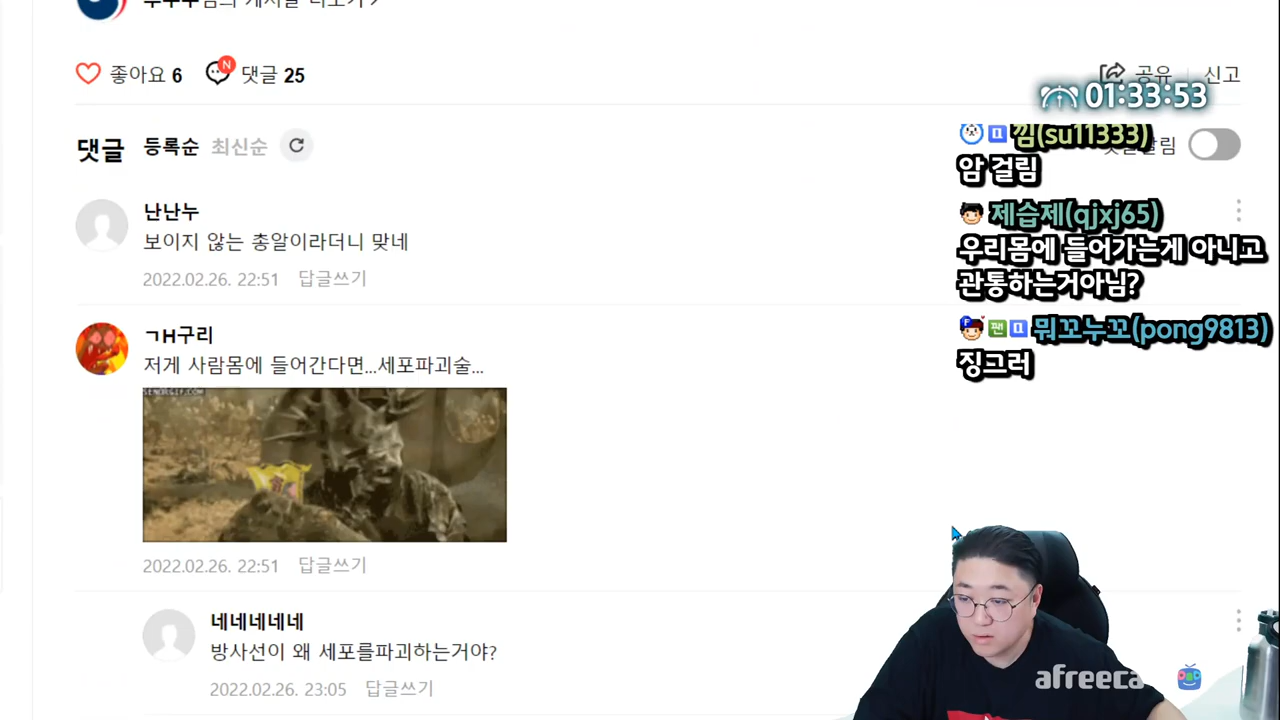 좋아요 6
댓글 25
N
공유
신고
01:33:53
댓글
등록순
최신순
낌(su11333)
암 걸림
제습제(qjxj65)
우리몸에 들어가는게 아니고
관통하는거아님?
팬
뭐꼬누꼬(pong9813)
징그러
난난누
보이지 않는 총알이라더니 맞네
2022.02.26. 22:51 답글쓰기
ㄱH구리
저게 사람몸에 들어간다면...세포파괴술...
SENORGIF.COM
2022.02.26. 22:51 답글쓰기
네네네네네
방사선이 왜 세포를파괴하는거야?
2022.02.26. 23:05 답글쓰기
afreeca